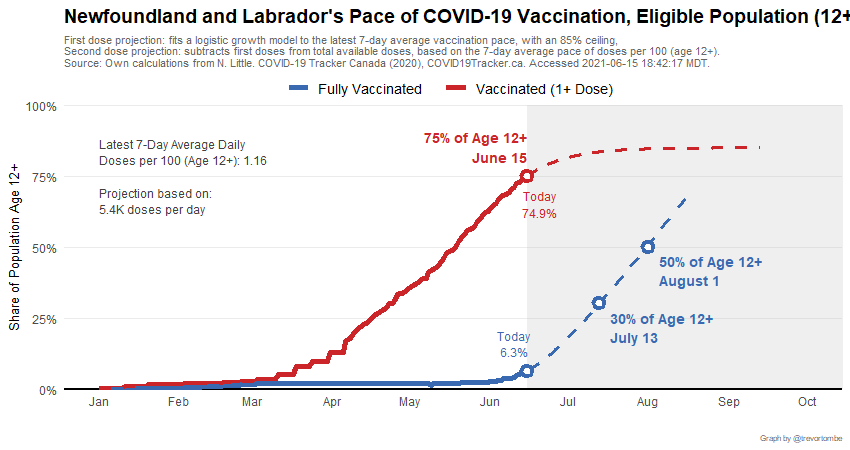 Newfoundland and Labrador's Pace of COVID-19 Vaccination, Eligible Population (12+
First dose projection: fits a logistic growth model to the latest 7-day average vaccination pace, with an 85% ceiling,
Second dose projection: subtracts first doses from total available doses, based on the 7-day average pace of doses per 100 (age 12+).
Source: Own calculations from N. Little. COVID-19 Tracker Canada (2020), COVID19Tracker.ca. Accessed 2021-06-15 18:42:17 MDT.
Fully Vaccinated
Vaccinated (1+ Dose)
Share of Population Age 12+
100%
75%
50%
25%
0%
Latest 7-Day Average Daily
Doses per 100 (Age 12+): 1.16
Projection based on:
5.4K doses per day
75% of Age 12+
June 15
Today
74.9%
50% of Age 12+
August 1
30% of Age 12+
July 13
Today
6.3%
Jan
Feb
Mar
Apr
May
Jun
Jul
Aug
Sep
Oct
Graph by @trevortombe